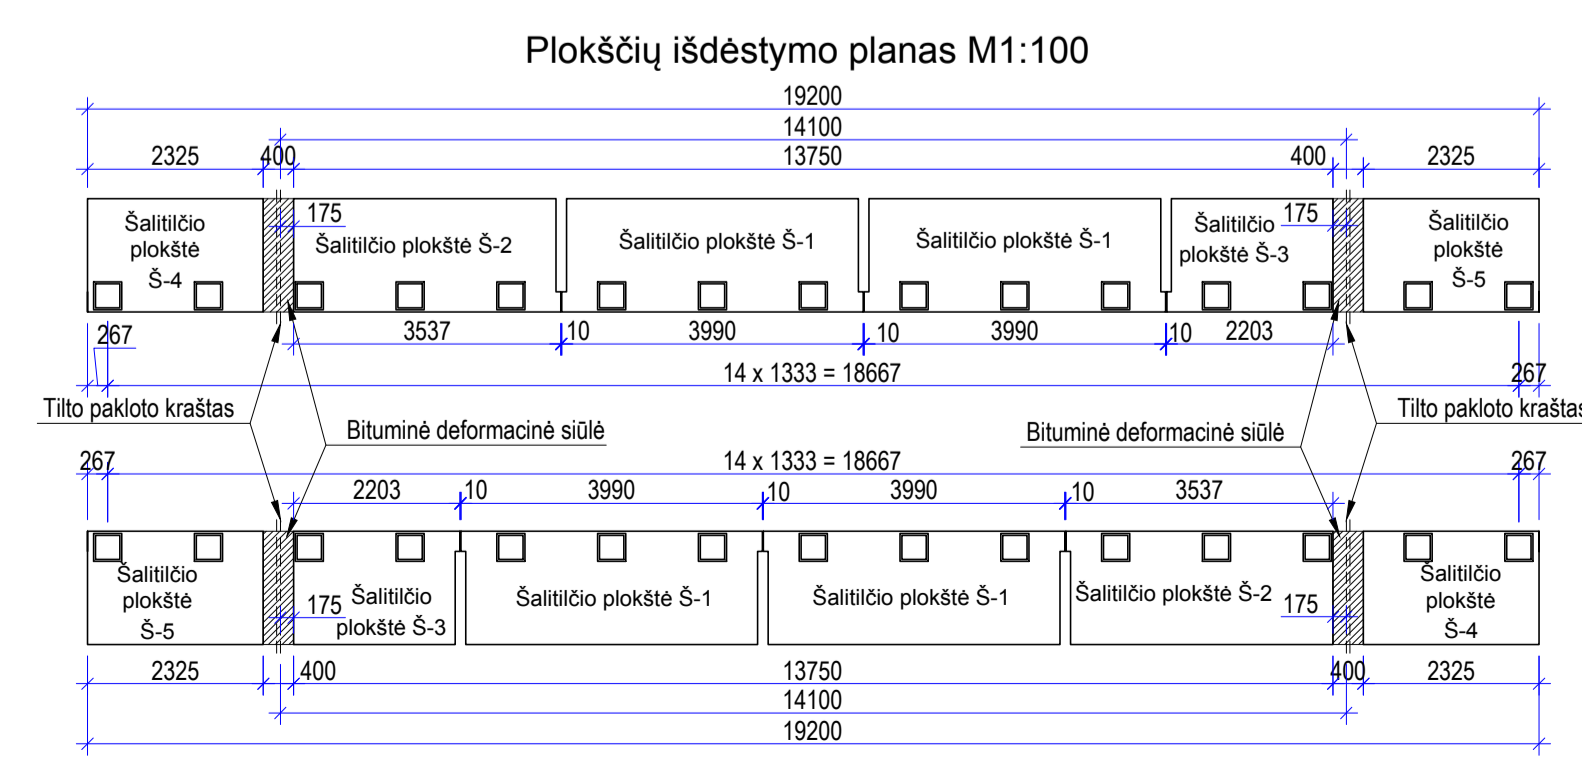 Plokščių išdėstymo planas M1:100
19200
14100
2325 400 13750 400 2325
175 175
Šalitilčio
plokštė
Š-4
Šalitilčio plokštė Š-2
Šalitilčio plokštė Š-1
Šalitilčio plokštė Š-1
Šalitilčio
plokštė Š-3
Šalitilčio
plokštė
Š-5
267 3537 10 3990 10 3990 10 2203
14 x 1333 = 18667 267
Tilto pakloto kraštas
Bituminė deformacinė siūlė
Bituminė deformacinė siūlė
Tilto pakloto kraštas
267 14 x 1333 = 18667 267
2203 10 3990 10 3990 10 3537
Šalitilčio
plokštė
Š-5
175
Šalitilčio
plokštė Š-3
Šalitilčio plokštė Š-1
Šalitilčio plokštė Š-1
Šalitilčio plokštė Š-2
175
Šalitilčio
plokštė
Š-4
2325 400 13750 400 2325
14100
19200